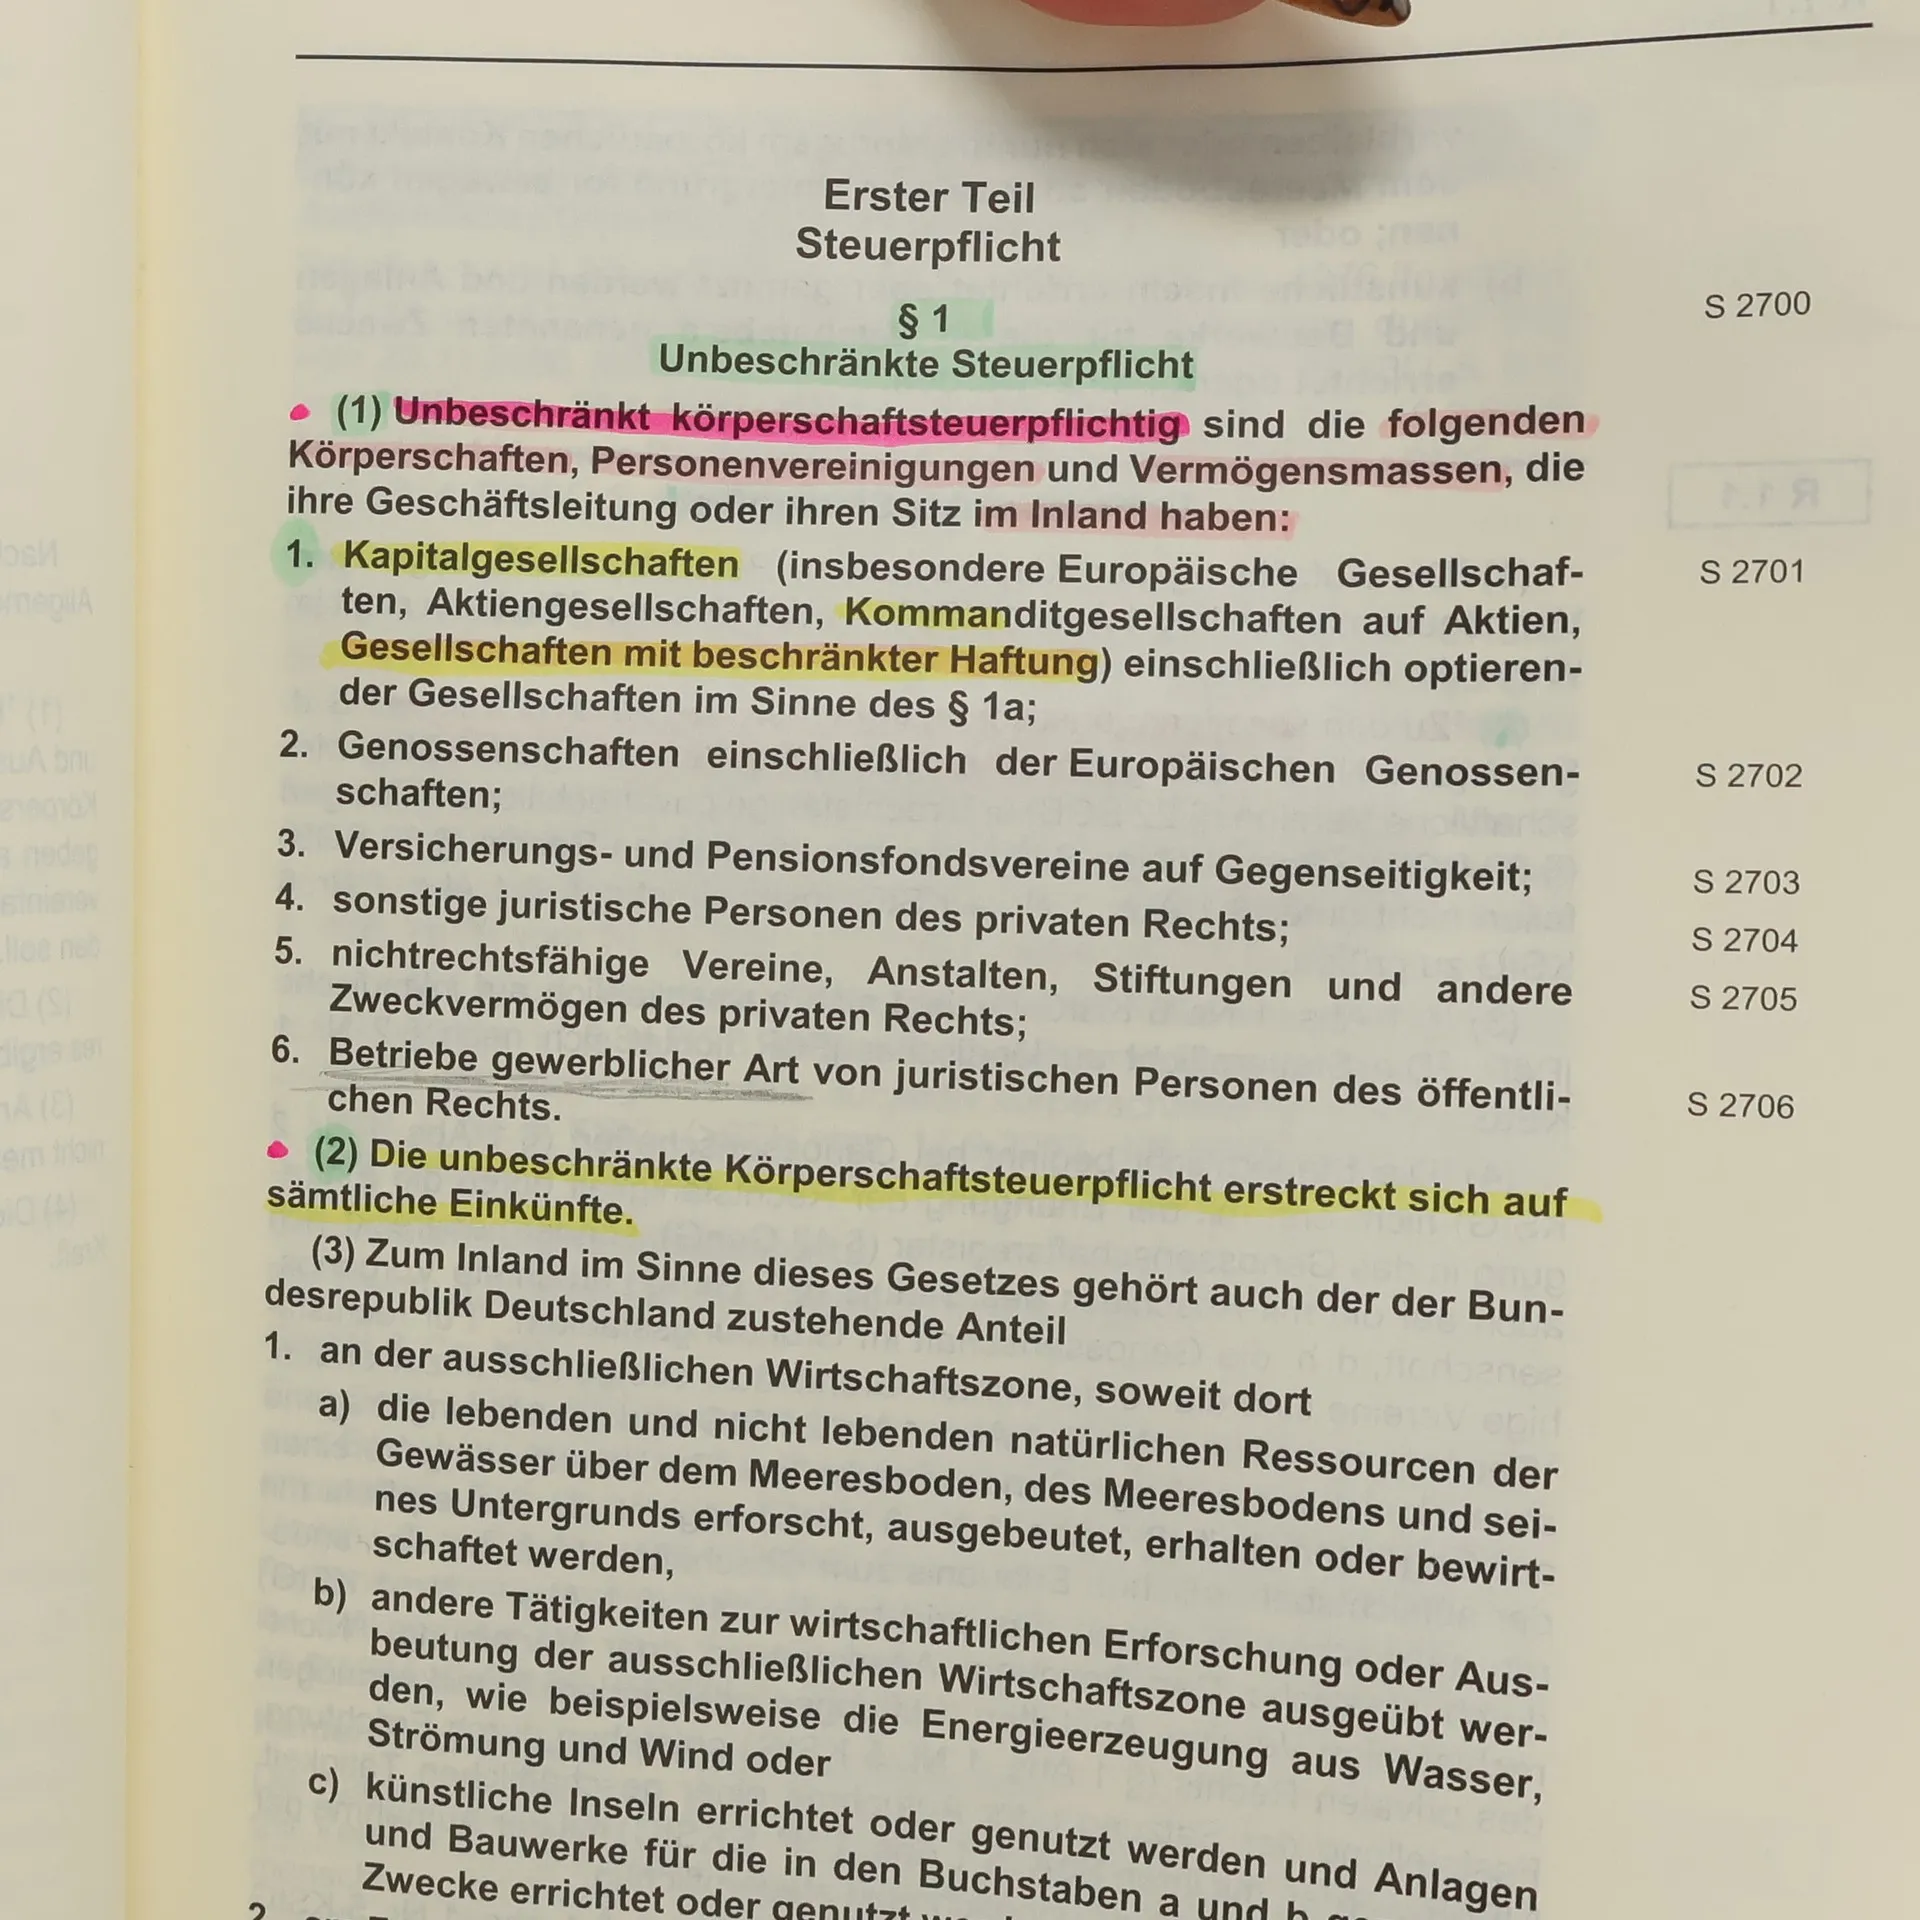 Erster Teil
Steuerpflicht
§ 1
S 2700
Unbeschränkte Steuerpflicht
(1) Unbeschränkt körperschaftsteuerpflichtig sind die folgenden
Körperschaften, Personenvereinigungen und Vermögensmassen, die
ihre Geschäftsleitung oder ihren Sitz im Inland haben:
1. Kapitalgesellschaften (insbesondere Europäische Gesellschaf-
S 2701
ten, Aktiengesellschaften, Kommanditgesellschaften auf Aktien,
Gesellschaften mit beschränkter Haftung) einschließlich optieren-
der Gesellschaften im Sinne des § 1a;
2. Genossenschaften einschließlich der Europäischen Genossen-
S 2702
schaften;
3. Versicherungs- und Pensionsfondsvereine auf Gegenseitigkeit;
S 2703
4. sonstige juristische Personen des privaten Rechts;
S 2704
5. nichtrechtsfähige Vereine, Anstalten, Stiftungen und andere
S 2705
Zweckvermögen des privaten Rechts;
6. Betriebe gewerblicher Art von juristischen Personen des öffentli-
S 2706
chen Rechts.
(2) Die unbeschränkte Körperschaftsteuerpflicht erstreckt sich auf
sämtliche Einkünfte.
(3) Zum Inland im Sinne dieses Gesetzes gehört auch der der Bun-
desrepublik Deutschland zustehende Anteil
1. an der ausschließlichen Wirtschaftszone, soweit dort
a) die lebenden und nicht lebenden natürlichen Ressourcen der
Gewässer über dem Meeresboden, des Meeresbodens und sei-
nes Untergrunds erforscht, ausgebeutet, erhalten oder bewirt-
schaftet werden,
b) andere Tätigkeiten zur wirtschaftlichen Erforschung oder Aus-
beutung der ausschließlichen Wirtschaftszone ausgeübt wer-
den, wie beispielsweise die Energieerzeugung aus Wasser,
Strömung und Wind oder
c) künstliche Inseln errichtet oder genutzt werden und Anlagen
und Bauwerke für die in den Buchstaben a und b
Zwecke errichtet oder genutzt